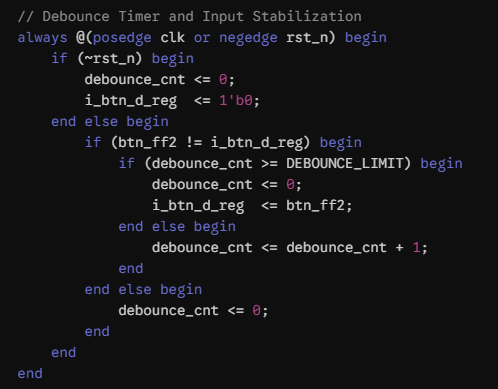 // Debounce Timer and Input Stabilization
always @(posedge clk or negedge rst_n) begin
    if (~rst_n) begin
        debounce_cnt <= 0;
        i_btn_d_reg  <= 1'b0;
    end else begin
        if (btn_ff2 != i_btn_d_reg) begin
            if (debounce_cnt >= DEBOUNCE_LIMIT) begin
                debounce_cnt <= 0;
                i_btn_d_reg  <= btn_ff2;
            end else begin
                debounce_cnt <= debounce_cnt + 1;
            end
        end else begin
            debounce_cnt <= 0;
        end
    end
end